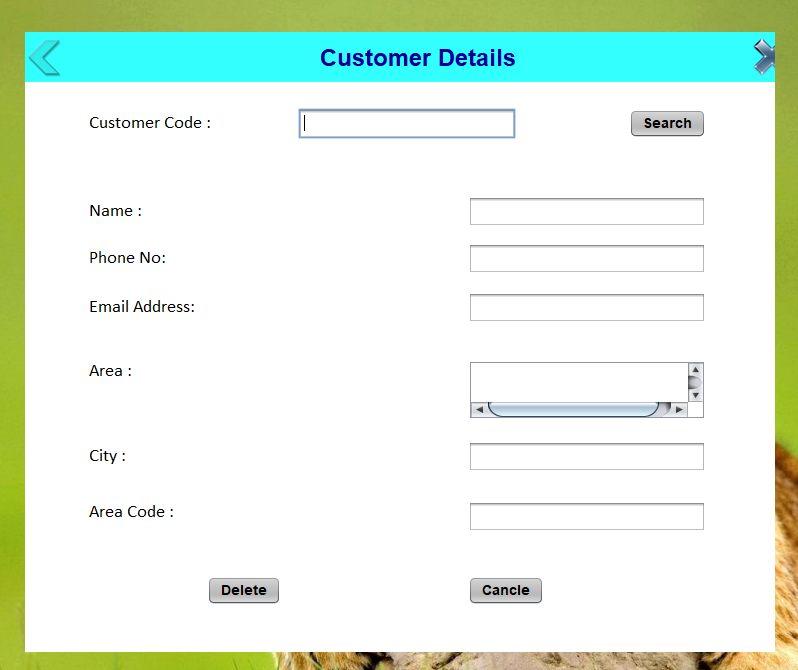 Customer Details
Customer Code :
Search
Name :
Phone No:
Email Address:
Area :
City :
Area Code :
Delete
Cancle